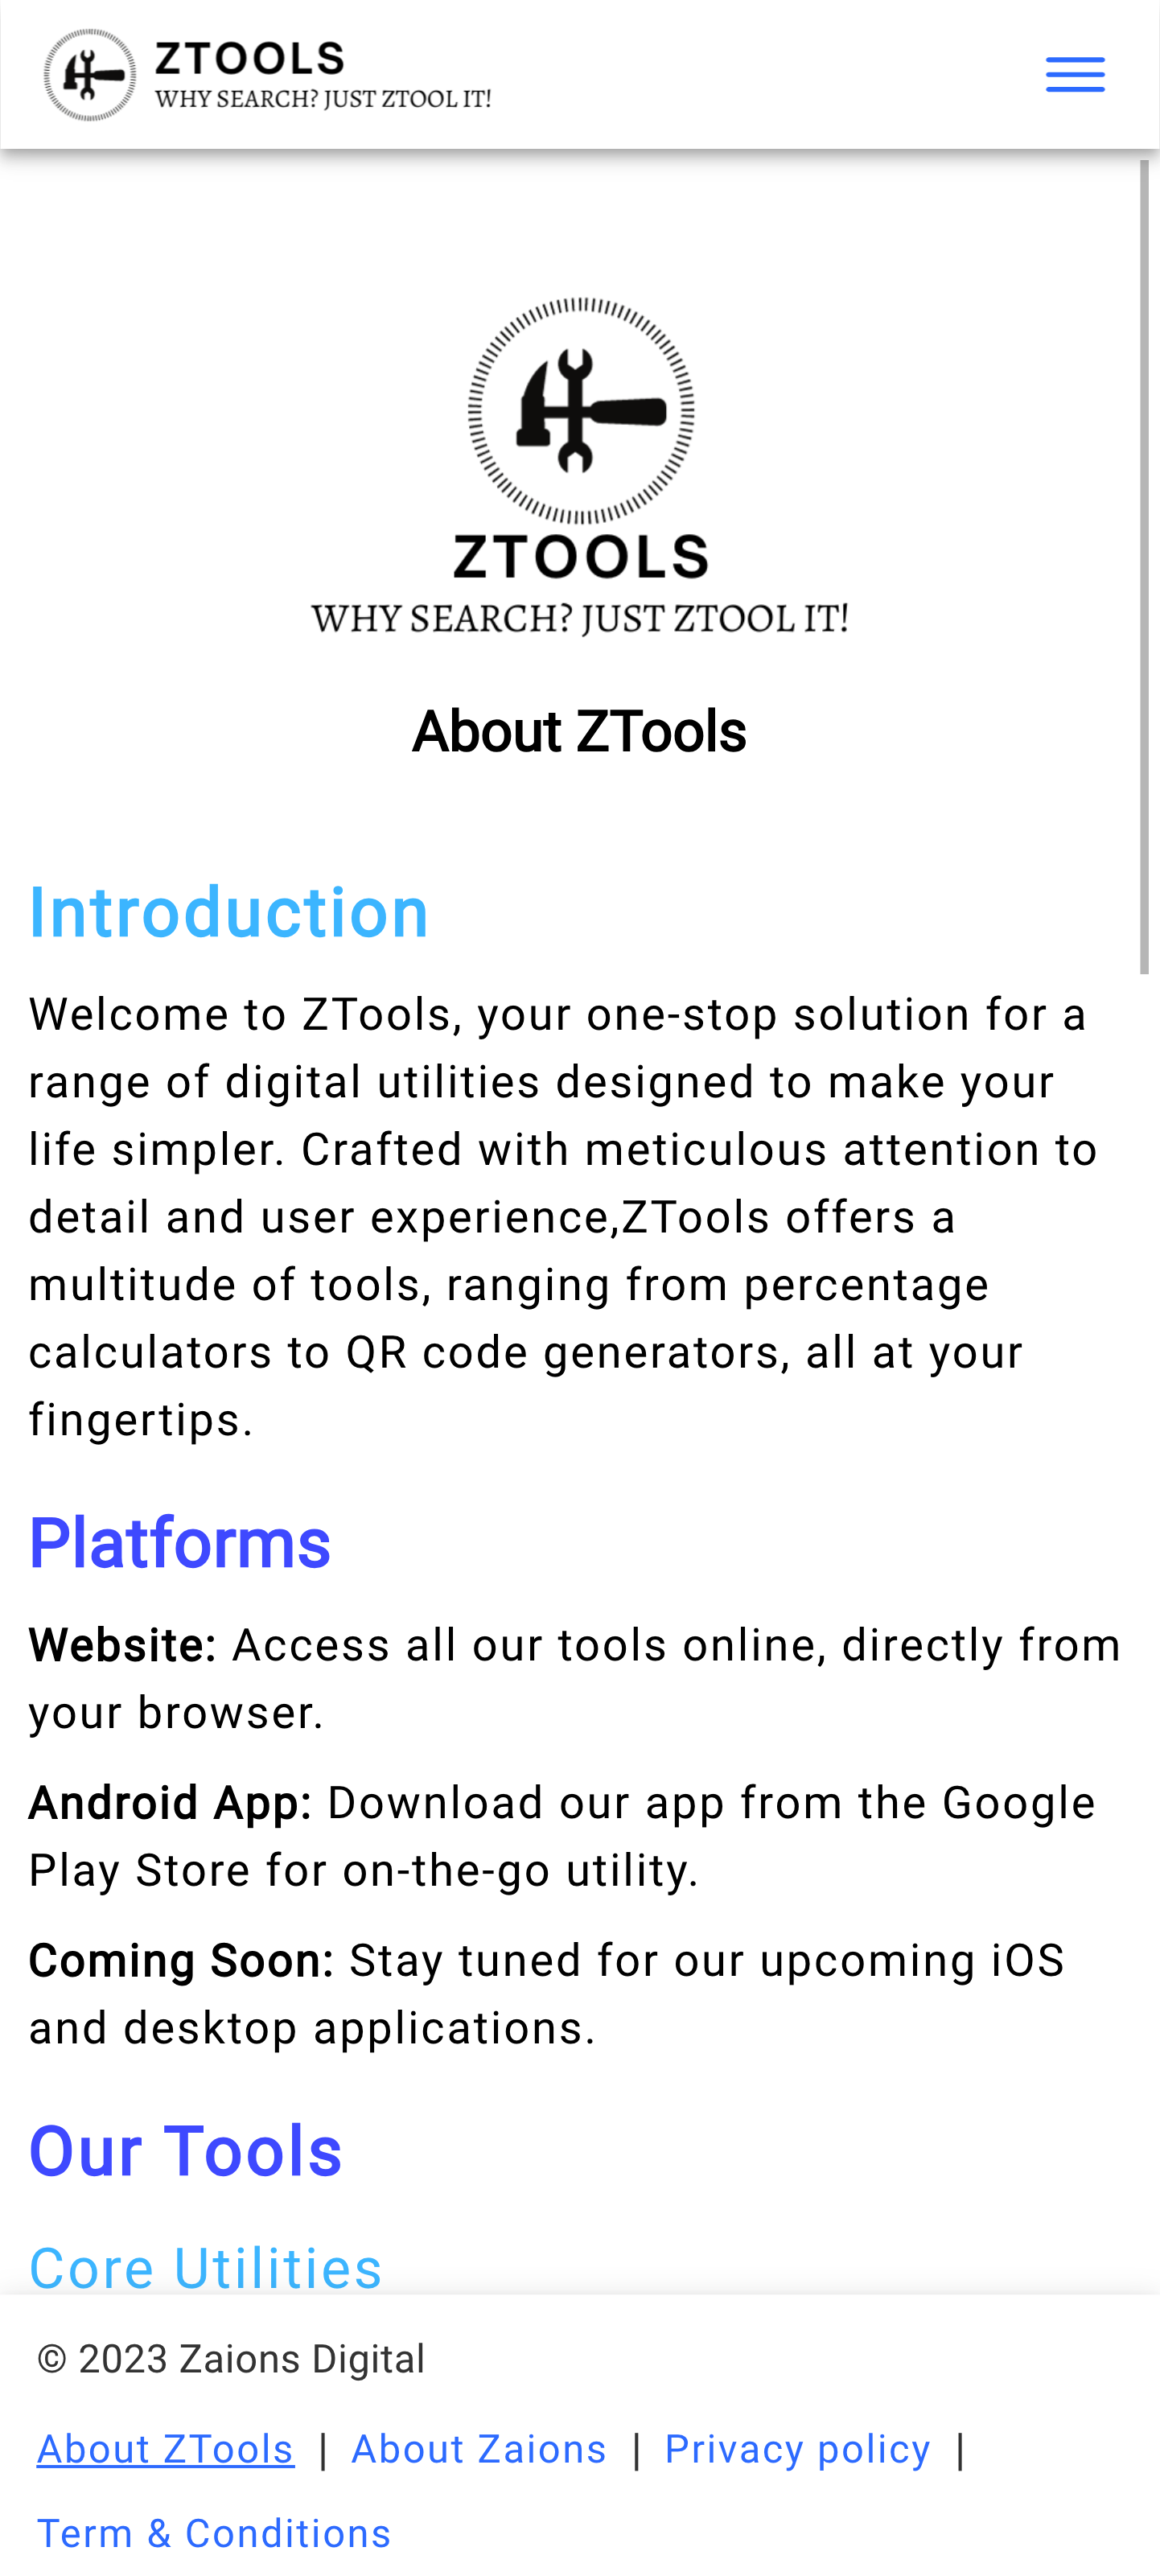 ZTOOLS
WHY SEARCH? JUST ZTOOL IT!
ZTOOLS
WHY SEARCH? JUST ZTOOL IT!
About ZTools
Introduction
Welcome to ZTools, your one-stop solution for a
range of digital utilities designed to make your
life simpler. Crafted with meticulous attention to
detail and user experience,ZTools offers a
multitude of tools, ranging from percentage
calculators to QR code generators, all at your
fingertips.
Platforms
Website: Access all our tools online, directly from
your browser.
Android App: Download our app from the Google
Play Store for on-the-go utility.
Coming Soon: Stay tuned for our upcoming iOS
and desktop applications.
Our Tools
Core Utilities
© 2023 Zaions Digital
About ZTools | About Zaions | Privacy policy |
Term & Conditions